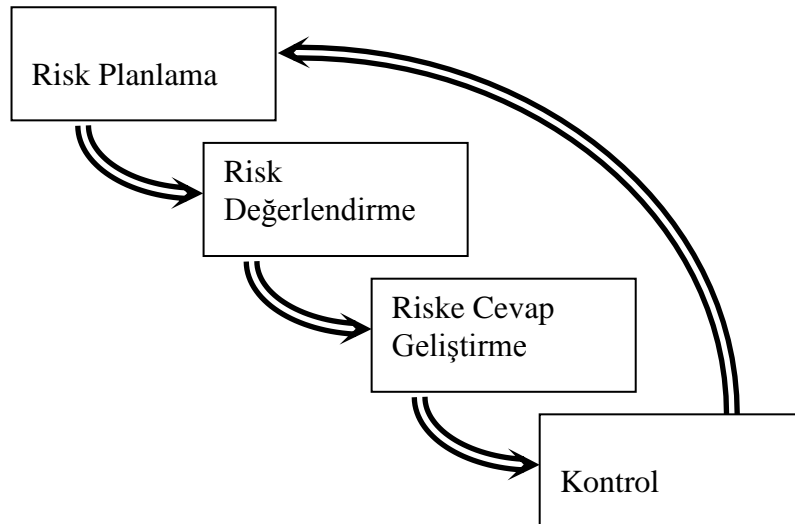 Risk Planlama
Risk
Değerlendirme
Riske Cevap
Geliştirme
Kontrol